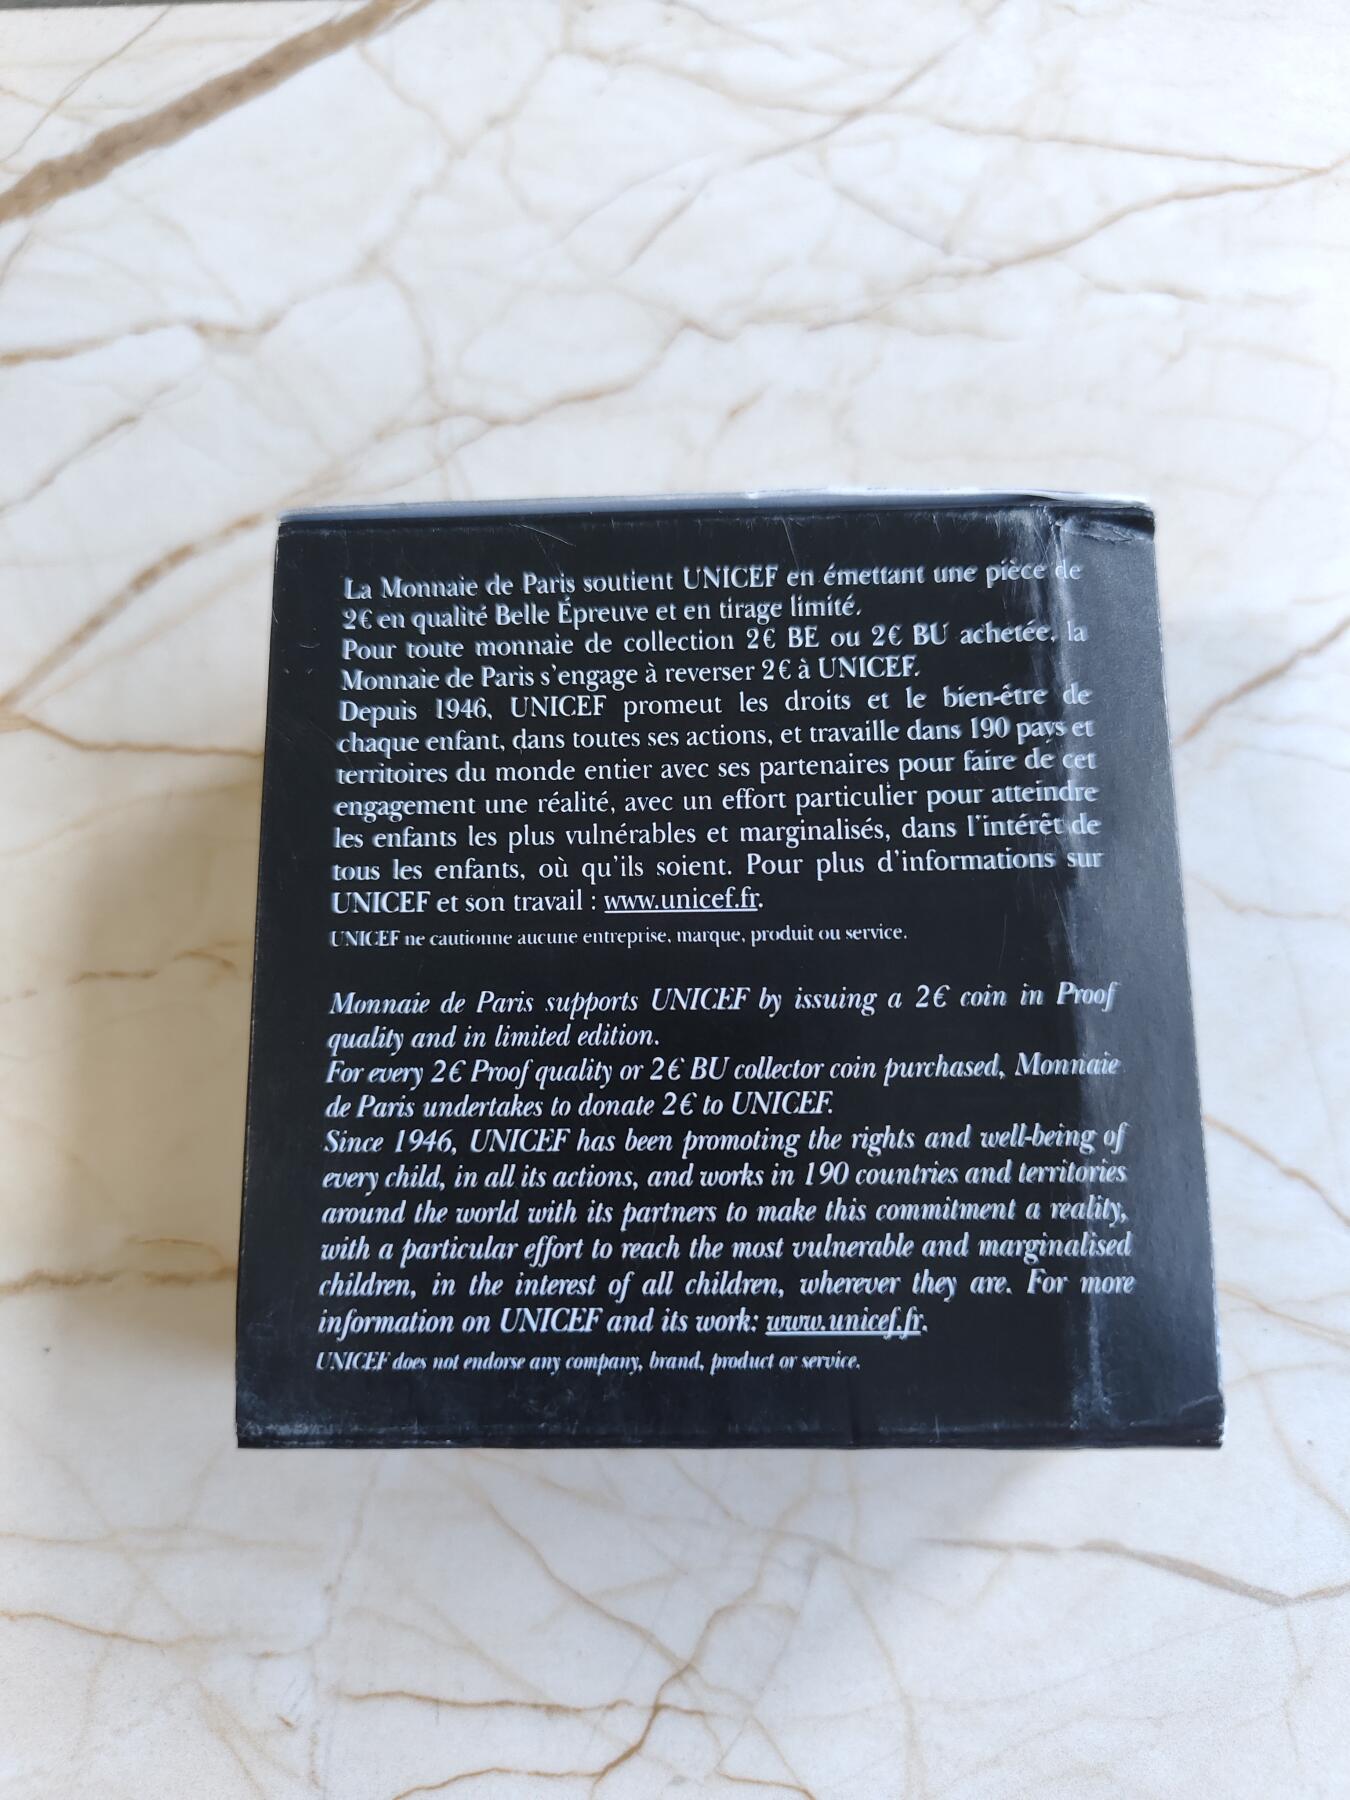 La Monnaie de Paris soutient UNICEF en émettant une pièce de
2€ en qualité Belle Épreuve et en tirage limité.
Pour toute monnaie de collection 2€ BE ou 2€ BU achetée, la
Monnaie de Paris s'engage à reverser 2€ à UNICEF.
Depuis 1946, UNICEF promeut les droits et le bien-être de
chaque enfant, dans toutes ses actions, et travaille dans 190 pays et
territoires du monde entier avec ses partenaires pour faire de cet
engagement une réalité, avec un effort particulier pour atteindre
les enfants les plus vulnérables et marginalisés, dans l'intérêt de
tous les enfants, où qu'ils soient. Pour plus d'informations sur
UNICEF et son travail : www.unicef.fr.
UNICEF ne cautionne aucune entreprise, marque, produit ou service.
Monnaie de Paris supports UNICEF by issuing a 2€ coin in Proof
quality and in limited edition.
For every 2€ Proof quality or 2€ BU collector coin purchased, Monnaie
de Paris undertakes to donate 2€ to UNICEF.
Since 1946, UNICEF has been promoting the rights and well-being of
every child, in all its actions, and works in 190 countries and territories
around the world with its partners to make this commitment a reality,
with a particular effort to reach the most vulnerable and marginalised
children, in the interest of all children, wherever they are. For more
information on UNICEF and its work: www.unicef.fr.
UNICEF does not endorse any company, brand, product or service.